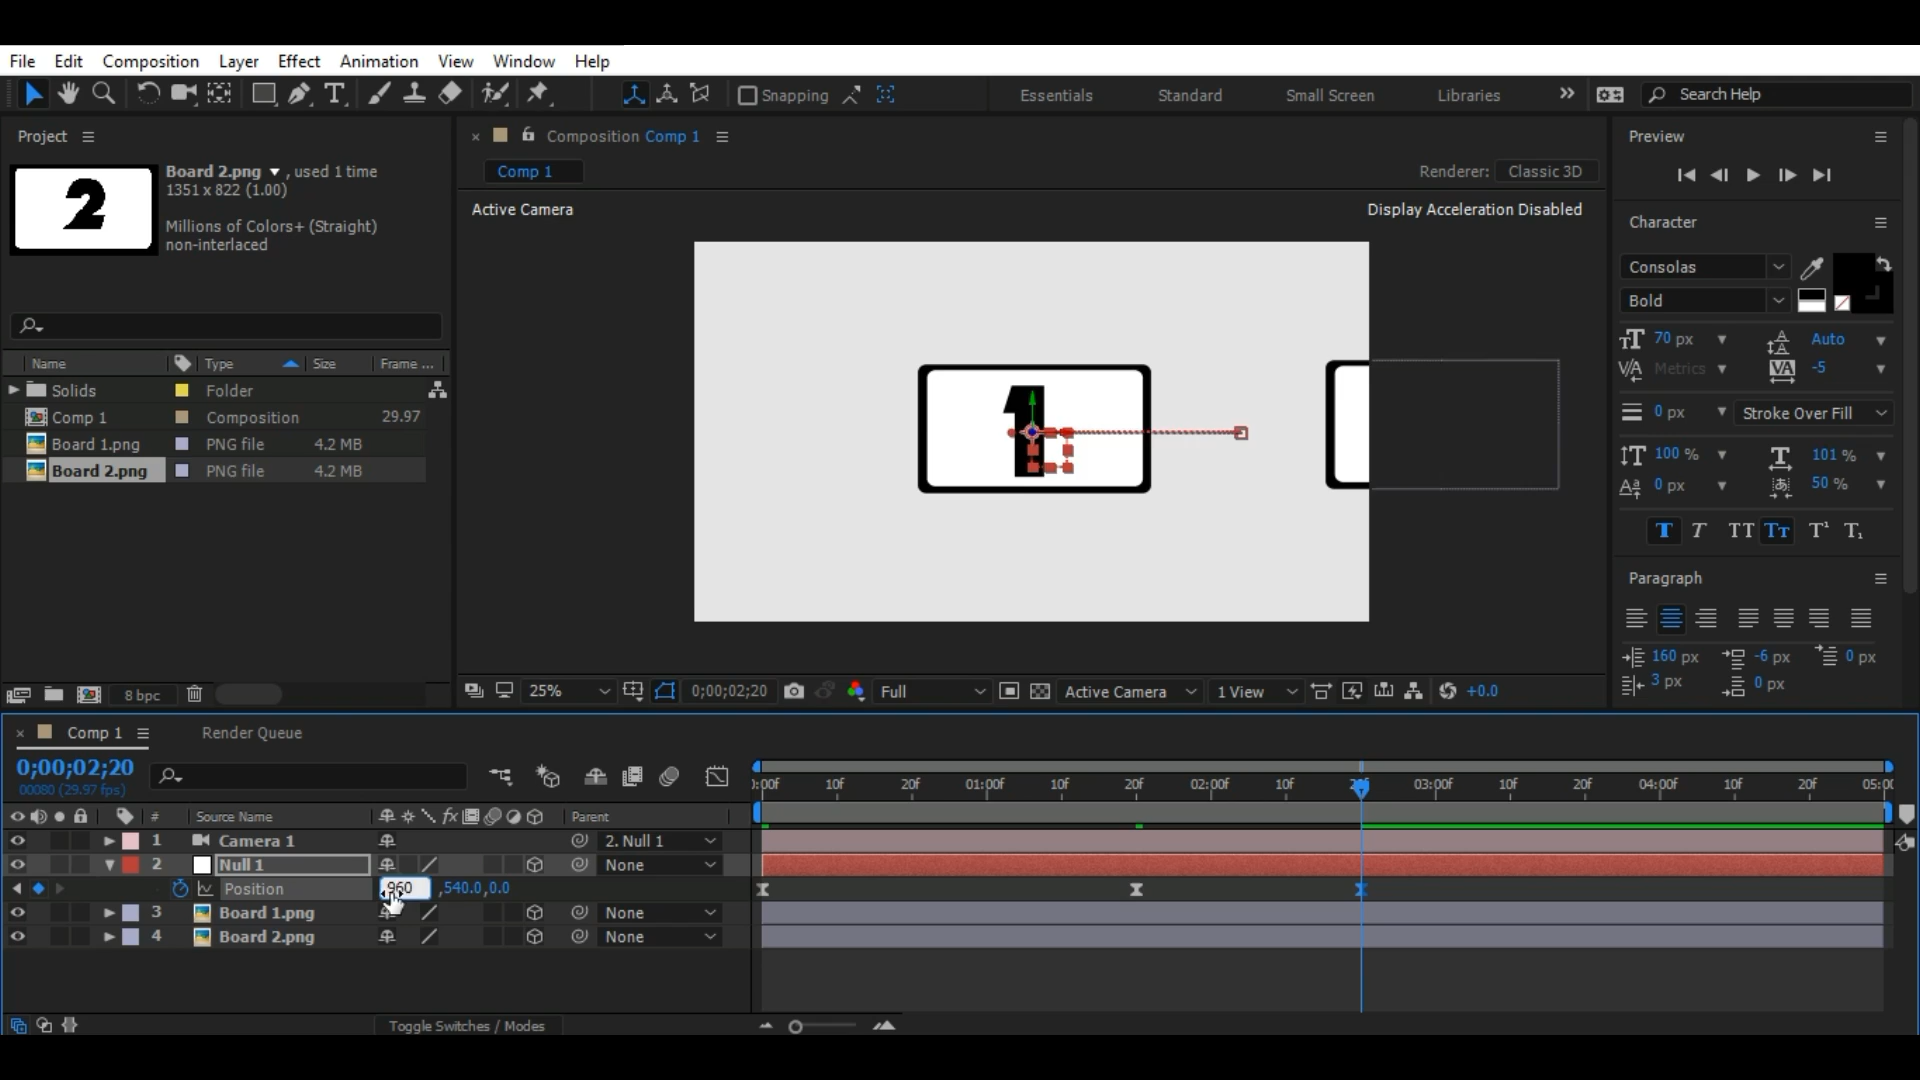 File Edit Composition Layer Effect Animation View Window Help
Snapping Essentials Standard Small Screen Libraries Search Help
Project
Board 2.png , used 1 time
1351 x 822 (1.00)
Millions of Colors+ (Straight)
non-interlaced
2
Name Type Size Frame ...
Solids Folder
Comp 1 Composition 29.97
Board 1.png PNG file 4.2 MB
Board 2.png PNG file 4.2 MB
8 bpc
Composition Comp 1
Comp 1 Renderer: Classic 3D
Active Camera Display Acceleration Disabled
1
25% 0;00;02;20 Full Active Camera 1 View +0.0
Preview
Character
Consolas
Bold
70 px Auto
Metrics -5
0 px Stroke Over Fill
100 % 101 %
0 px 50 %
T T TT Tt T¹ T₁
Paragraph
160 px -6 px 0 px
3 px 0 px
Comp 1 Render Queue
0;00;02;20
00080 (29.97 fps)
:00f 10f 20f 01:00f 10f 20f 02:00f 10f 03:00f 10f 20f 04:00f 10f 20f 05:00
# Source Name fx Parent
1 Camera 1 2. Null 1
2 Null 1 None
Position 960 ,540.0,0.0
3 Board 1.png None
4 Board 2.png None
Toggle Switches / Modes